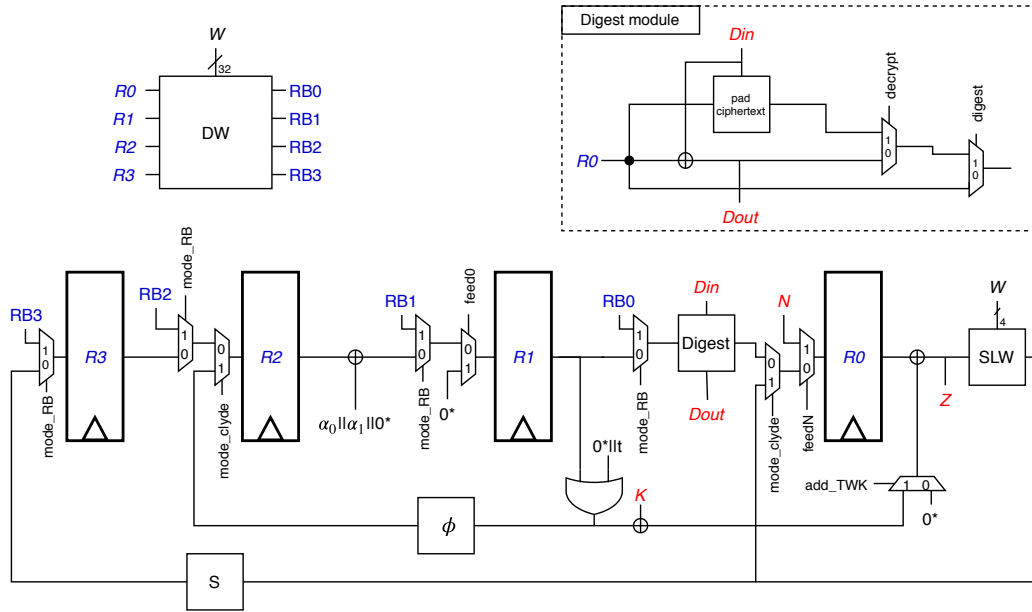 W
32
R0
R1
R2
R3
DW
RB0
RB1
RB2
RB3
Digest module
Din
pad
ciphertext
decrypt
digest
R0
1
0
1
0
Dout
RB3
1
0
mode_RB
R3
mode_RB
RB2
1
0
0
1
mode_clyde
R2
α0||α1||0*
RB1
1
0
mode_RB
feed0
0
1
0*
R1
RB0
1
0
mode_RB
Din
Digest
Dout
0
1
mode_clyde
N
1
0
feedN
R0
Z
W
4
SLW
0*||t
K
add_TWK
1 0
0*
ϕ
S